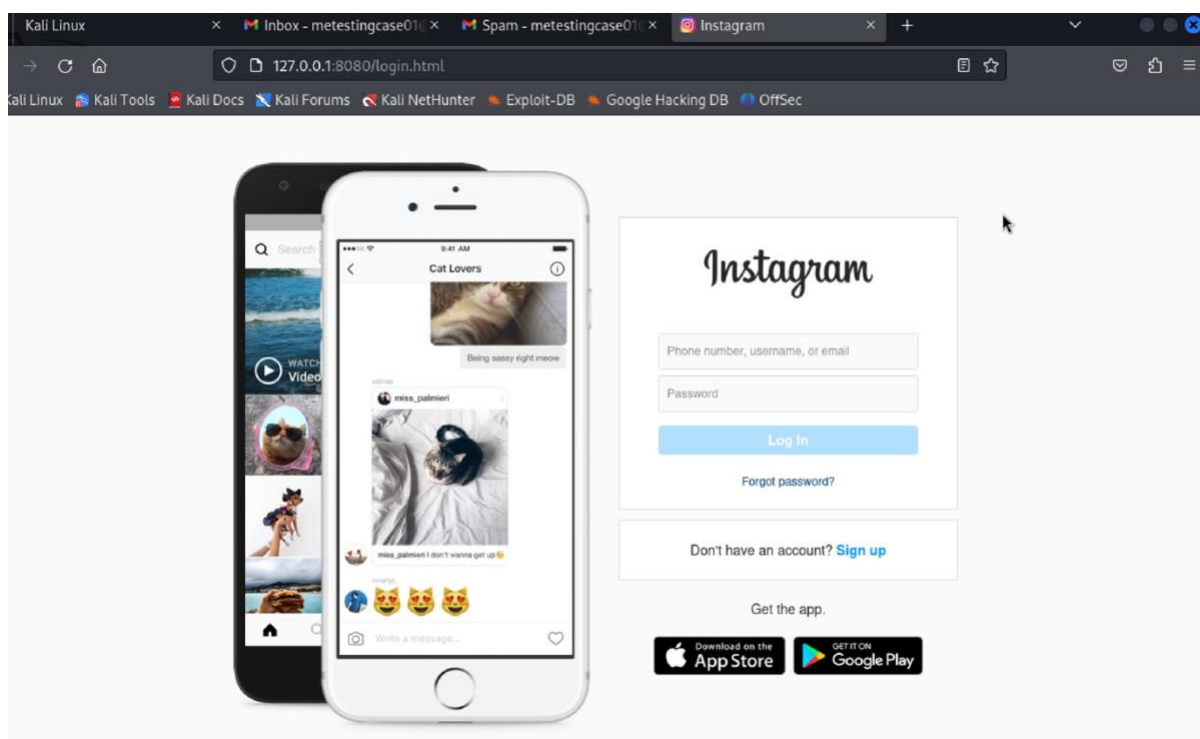 Kali Linux
Inbox - metestingcase01@
Spam - metestingcase01@
Instagram
127.0.0.1:8080/login.html
Kali Linux Kali Tools Kali Docs Kali Forums Kali NetHunter Exploit-DB Google Hacking DB OffSec
Search
WATCH
Video
9:41 AM
Cat Lovers
Being sassy right meow
miss_palmieri
miss_palmieri I don't wanna get up
Write a message...
Instagram
Phone number, username, or email
Password
Log In
Forgot password?
Don't have an account? Sign up
Get the app.
Download on the
App Store
GET IT ON
Google Play